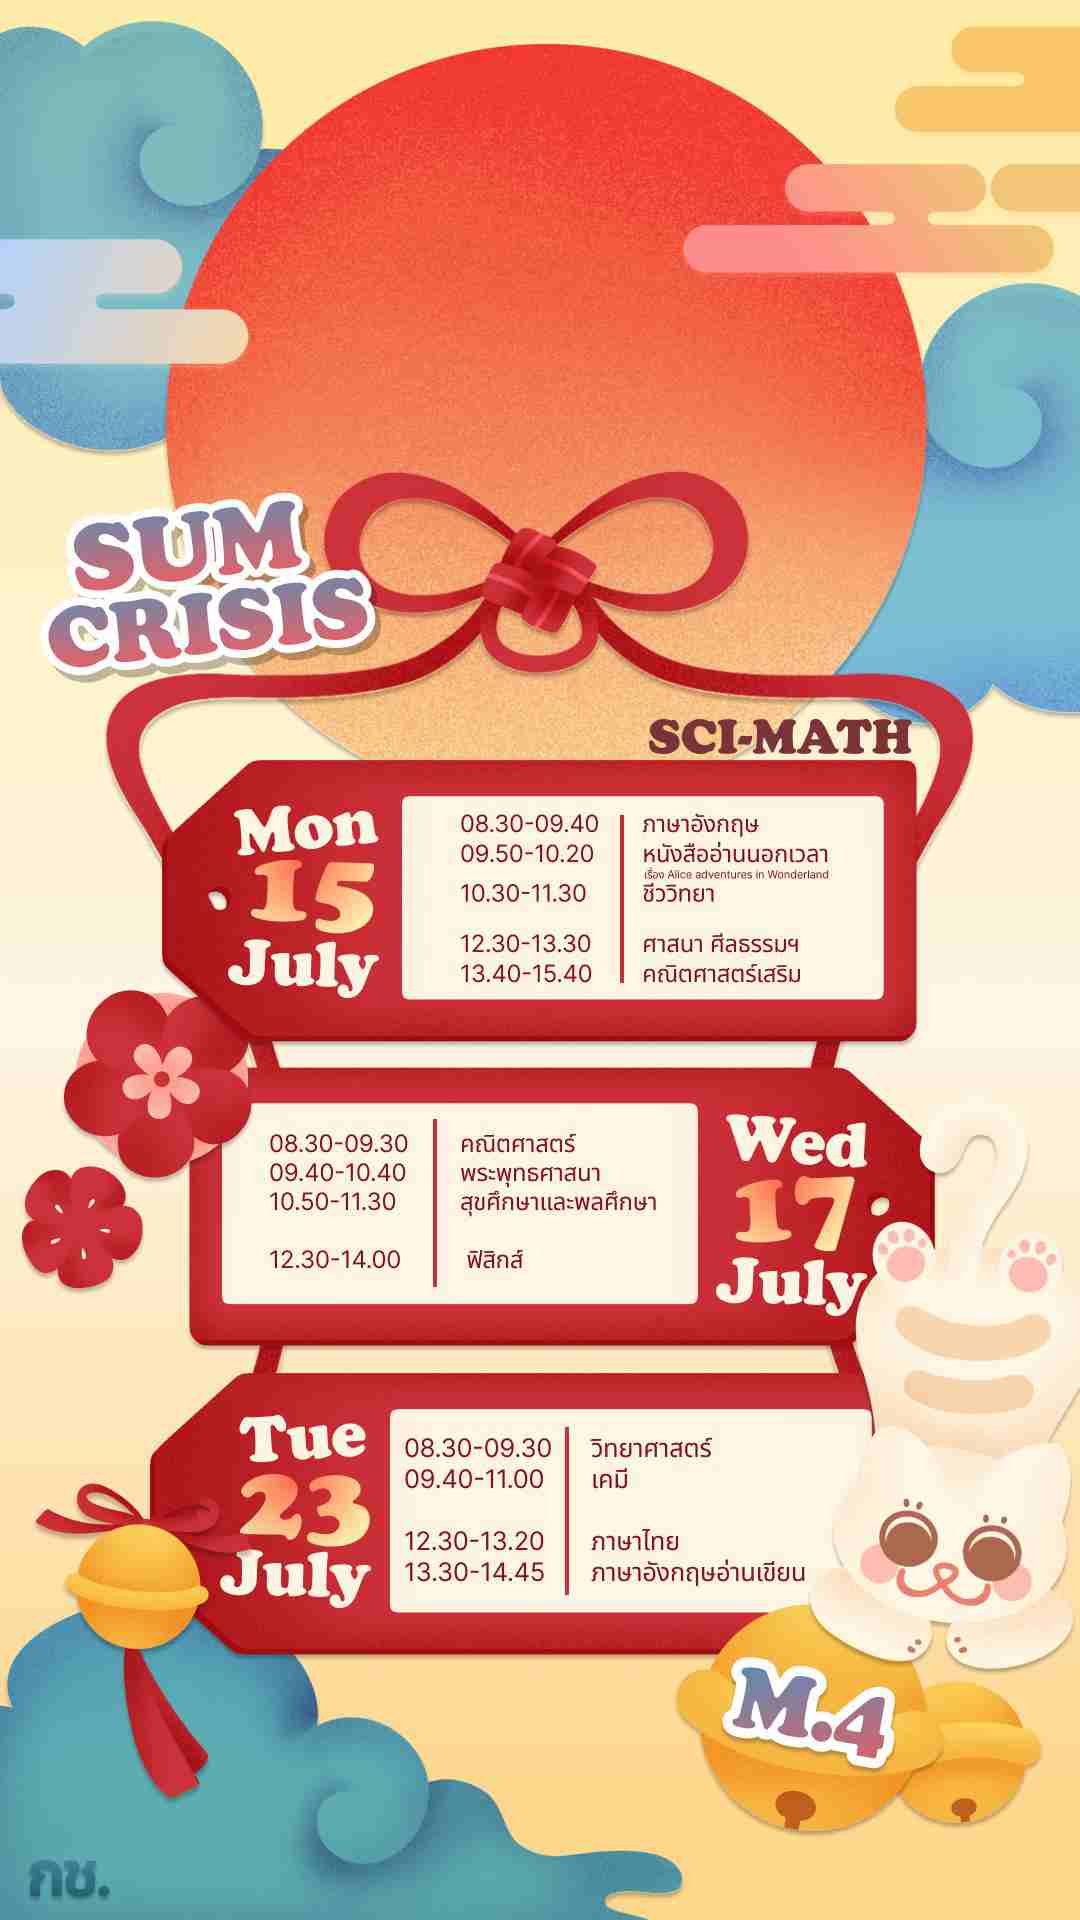 SUM
CRISIS
SCI-MATH
Mon
15
July
08.30-09.40 ภาษาอังกฤษ
09.50-10.20 หนังสืออ่านนอกเวลา
เรื่อง Alice adventures in Wonderland
10.30-11.30 ชีววิทยา
12.30-13.30 ศาสนา ศีลธรรมฯ
13.40-15.40 คณิตศาสตร์เสริม
08.30-09.30 คณิตศาสตร์
09.40-10.40 พระพุทธศาสนา
10.50-11.30 สุขศึกษาและพลศึกษา
12.30-14.00 ฟิสิกส์
Wed
17
July
Tue
23
July
08.30-09.30 วิทยาศาสตร์
09.40-11.00 เคมี
12.30-13.20 ภาษาไทย
13.30-14.45 ภาษาอังกฤษอ่านเขียน
M.4
กช.